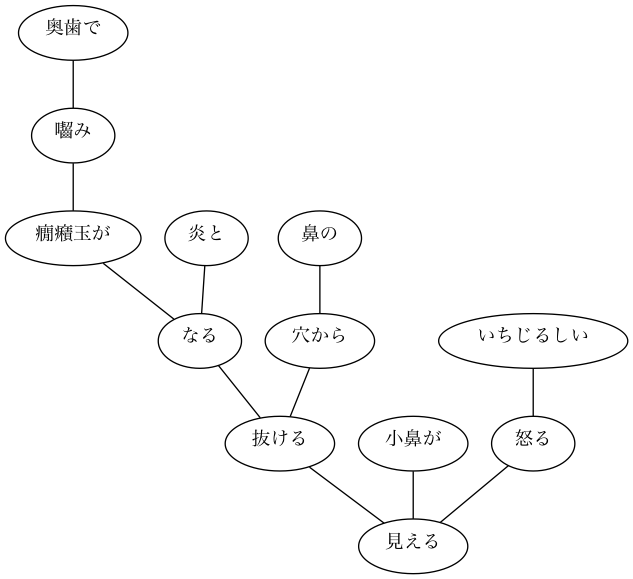 奥歯で
囓み
癇癪玉が
炎と
鼻の
なる
穴から
いちじるしい
抜ける
小鼻が
怒る
見える